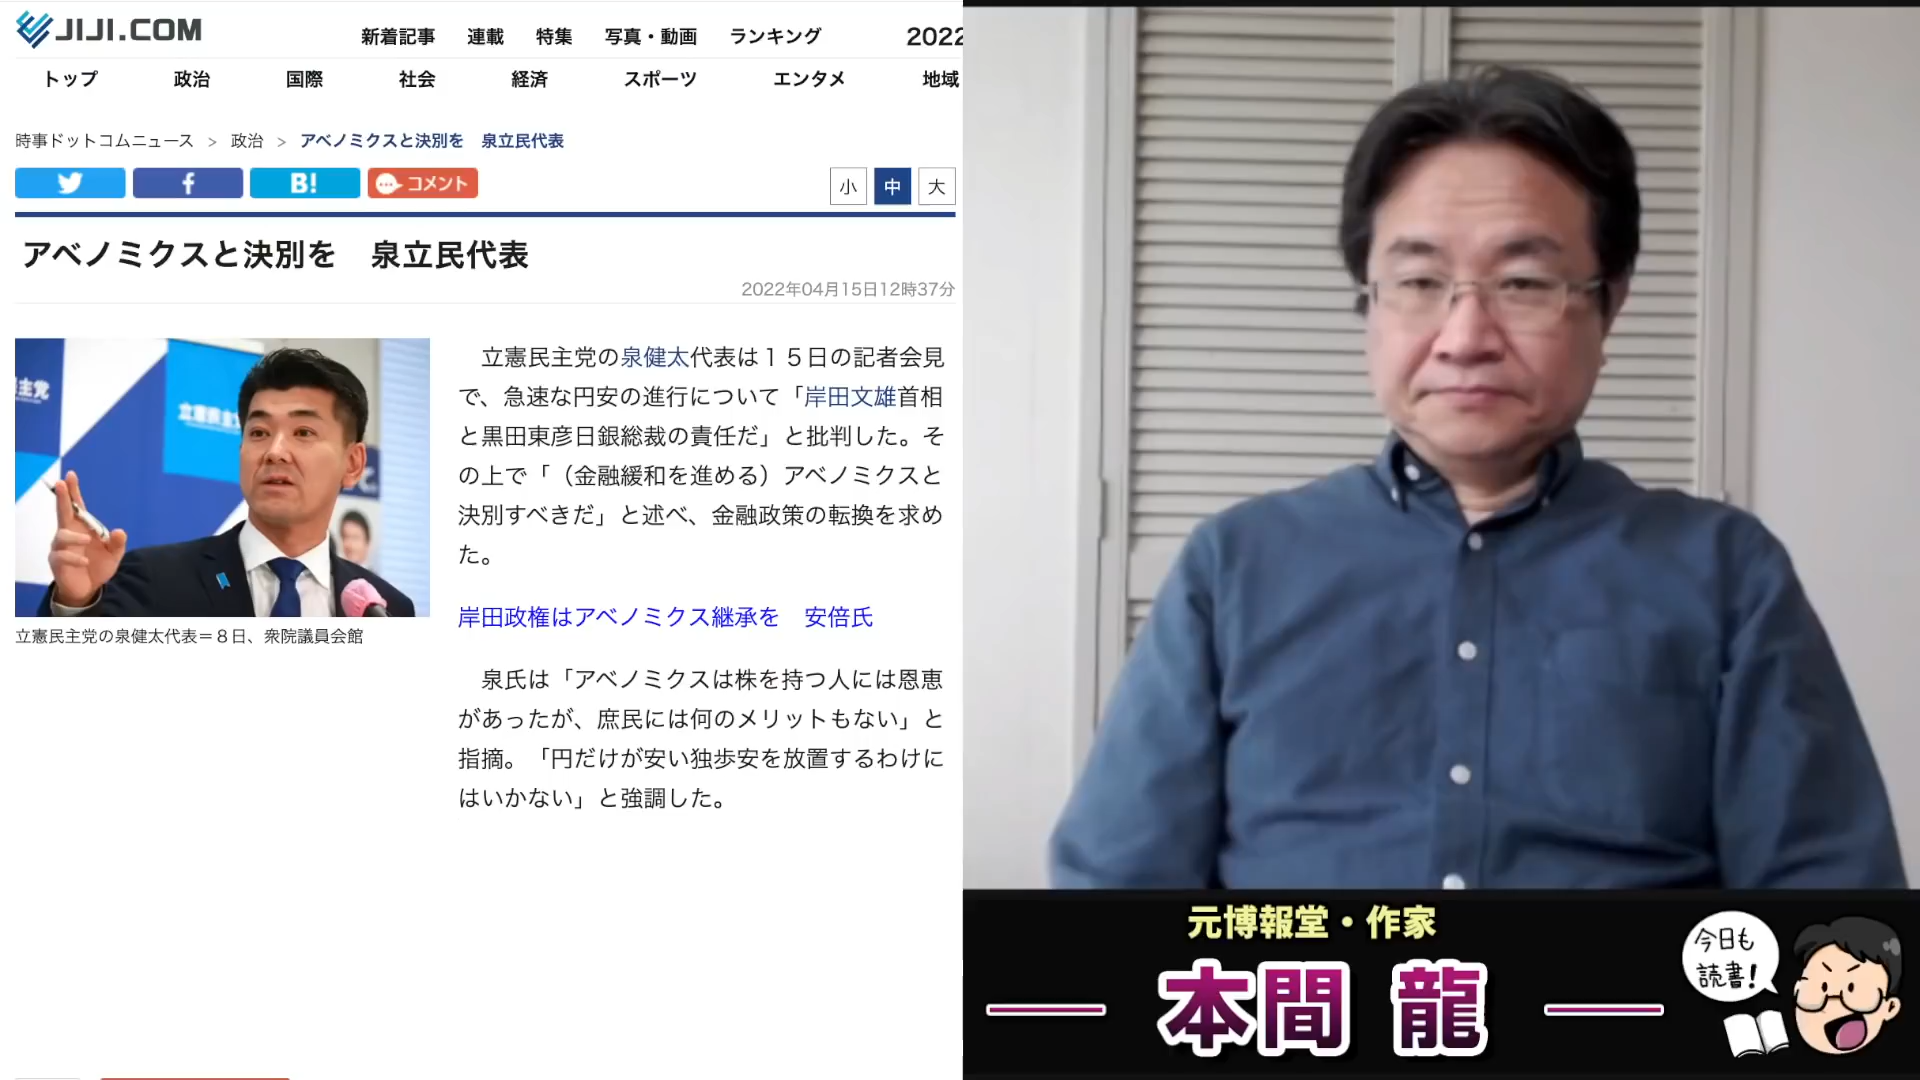 JIJI.COM
新着記事 連載 特集 写真・動画 ランキング 2022
トップ 政治 国際 社会 経済 スポーツ エンタメ 地域
時事ドットコムニュース > 政治 > アベノミクスと決別を 泉立民代表
B! コメント 小 中 大
アベノミクスと決別を 泉立民代表
2022年04月15日12時37分
立憲民主党の泉健太代表は15日の記者会見
で、急速な円安の進行について「岸田文雄首相
と黒田東彦日銀総裁の責任だ」と批判した。そ
の上で「（金融緩和を進める）アベノミクスと
決別すべきだ」と述べ、金融政策の転換を求め
た。
立憲民主党の泉健太代表＝８日、衆院議員会館
岸田政権はアベノミクス継承を 安倍氏
泉氏は「アベノミクスは株を持つ人には恩恵
があったが、庶民には何のメリットもない」と
指摘。「円だけが安い独歩安を放置するわけに
はいかない」と強調した。
元博報堂・作家
本間 龍
今日も
読書！